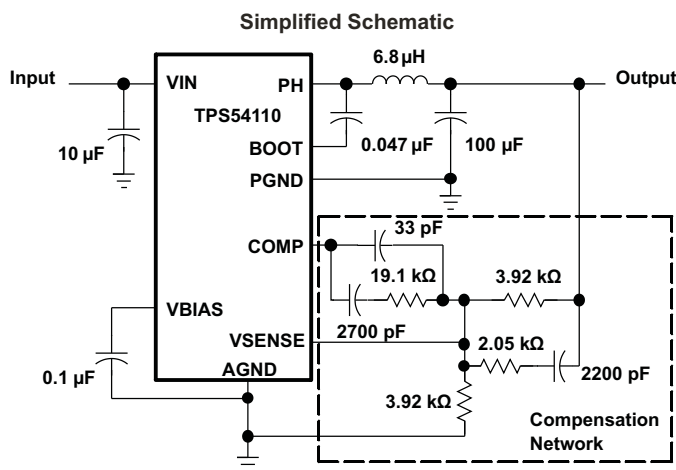 Simplified Schematic
Input
VIN
PH
6.8 µH
Output
TPS54110
10 µF
BOOT
0.047 µF
100 µF
PGND
COMP
33 pF
19.1 kΩ
3.92 kΩ
VBIAS
2700 pF
VSENSE
2.05 kΩ
2200 pF
0.1 µF
AGND
3.92 kΩ
Compensation
Network